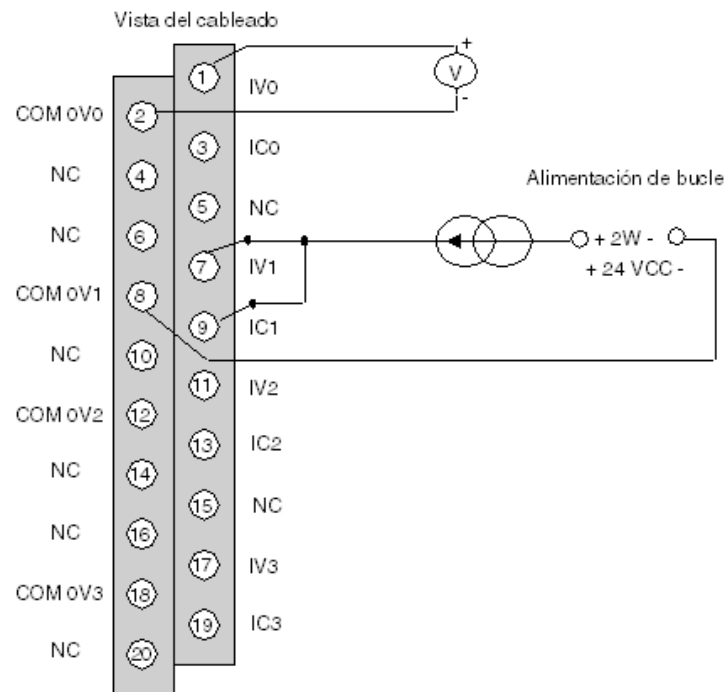 Vista del cableado
1
+
V
-
IV0
COM 0V0
2
3
IC0
NC
4
Alimentación de bucle
5
NC
NC
6
+ 2W -
7
IV1
+ 24 VCC -
COM 0V1
8
9
IC1
NC
10
11
IV2
COM 0V2
12
13
IC2
NC
14
15
NC
NC
16
17
IV3
COM 0V3
18
19
IC3
NC
20